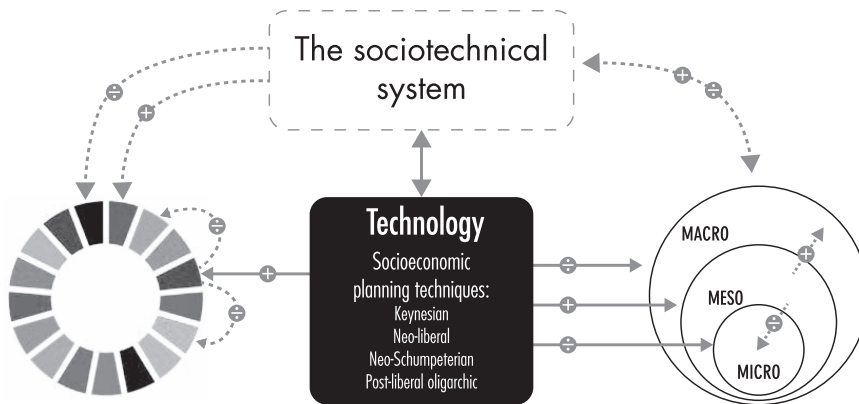 The sociotechnical
system
÷
+
+
÷
÷
+
÷
Technology
Socioeconomic
planning techniques:
Keynesian
Neo-liberal
Neo-Schumpeterian
Post-liberal oligarchic
÷
+
÷
MACRO
+
MESO
÷
MICRO